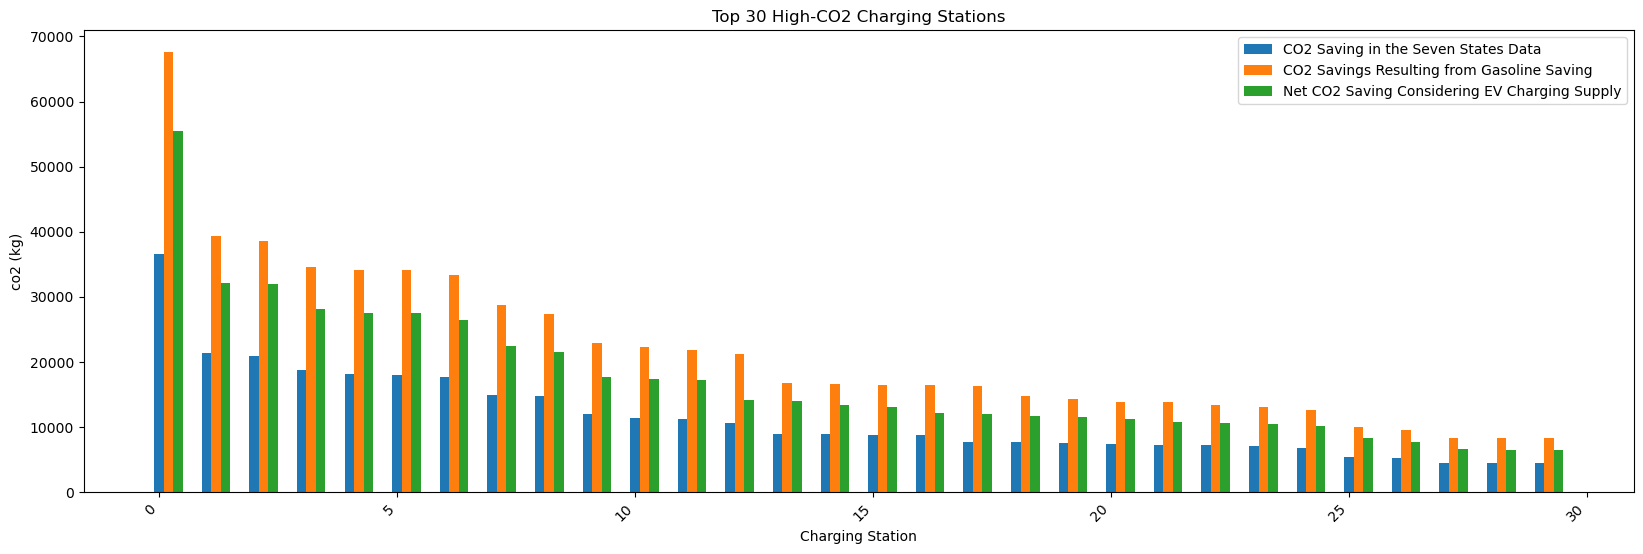 Top 30 High-CO2 Charging Stations
CO2 Saving in the Seven States Data
CO2 Savings Resulting from Gasoline Saving
Net CO2 Saving Considering EV Charging Supply
co2 (kg)
70000
60000
50000
40000
30000
20000
10000
0
0 5 10 15 20 25 30
Charging Station